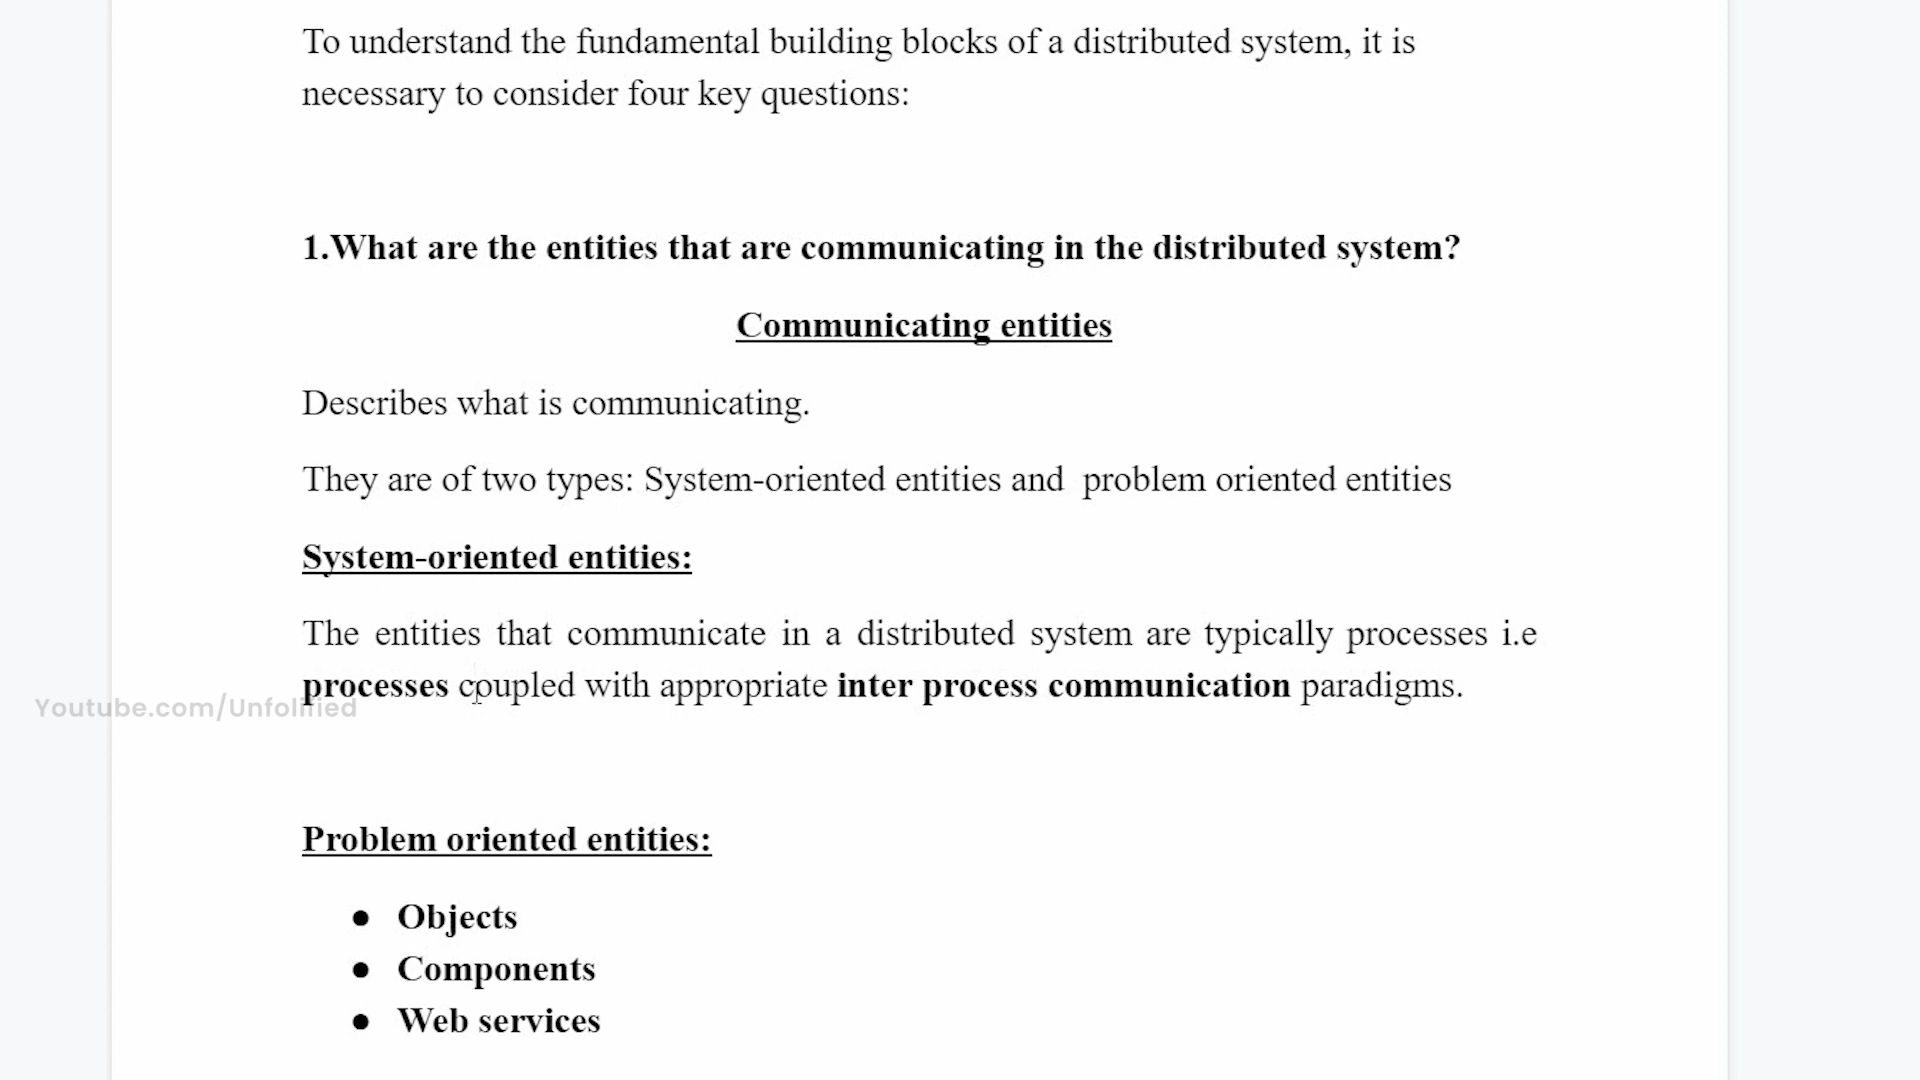 To understand the fundamental building blocks of a distributed system, it is
necessary to consider four key questions:
1.What are the entities that are communicating in the distributed system?
Communicating entities
Describes what is communicating.
They are of two types: System-oriented entities and  problem oriented entities
System-oriented entities:
The entities that communicate in a distributed system are typically processes i.e
processes coupled with appropriate inter process communication paradigms.
Youtube.com/Unfolified
Problem oriented entities:
● Objects
● Components
● Web services